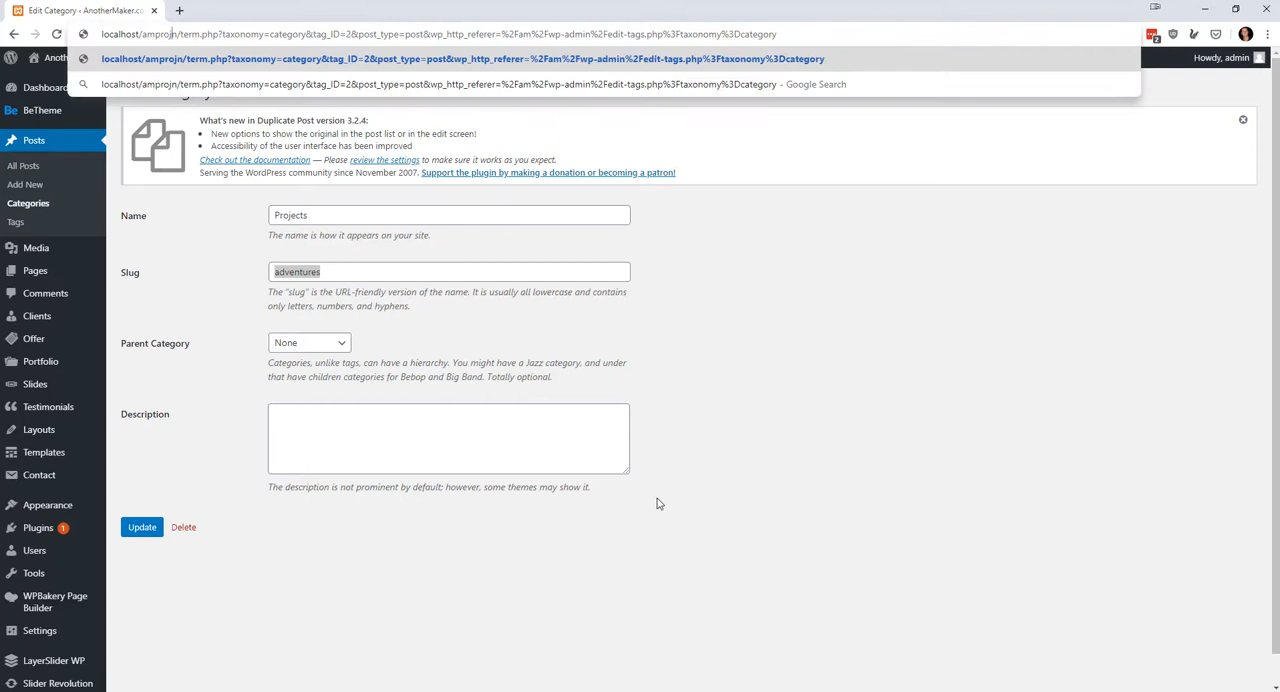 Edit Category ‹ AnotherMaker.co
localhost/amprojn/term.php?taxonomy=category&tag_ID=2&post_type=post&wp_http_referer=%2Fam%2Fwp-admin%2Fedit-tags.php%3Ftaxonomy%3Dcategory
localhost/amprojn/term.php?taxonomy=category&tag_ID=2&post_type=post&wp_http_referer=%2Fam%2Fwp-admin%2Fedit-tags.php%3Ftaxonomy%3Dcategory
localhost/amprojn/term.php?taxonomy=category&tag_ID=2&post_type=post&wp_http_referer=%2Fam%2Fwp-admin%2Fedit-tags.php%3Ftaxonomy%3Dcategory - Google Search
Anoth
Howdy, admin
Dashboard
BeTheme
Posts
All Posts
Add New
Categories
Tags
Media
Pages
Comments
Clients
Offer
Portfolio
Slides
Testimonials
Layouts
Templates
Contact
Appearance
Plugins 1
Users
Tools
WPBakery Page
Builder
Settings
LayerSlider WP
Slider Revolution
What's new in Duplicate Post version 3.2.4:
New options to show the original in the post list or in the edit screen!
Accessibility of the user interface has been improved
Check out the documentation — Please review the settings to make sure it works as you expect.
Serving the WordPress community since November 2007. Support the plugin by making a donation or becoming a patron!
Name
Projects
The name is how it appears on your site.
Slug
adventures
The "slug" is the URL-friendly version of the name. It is usually all lowercase and contains
only letters, numbers, and hyphens.
Parent Category
None
Categories, unlike tags, can have a hierarchy. You might have a Jazz category, and under
that have children categories for Bebop and Big Band. Totally optional.
Description
The description is not prominent by default; however, some themes may show it.
Update
Delete